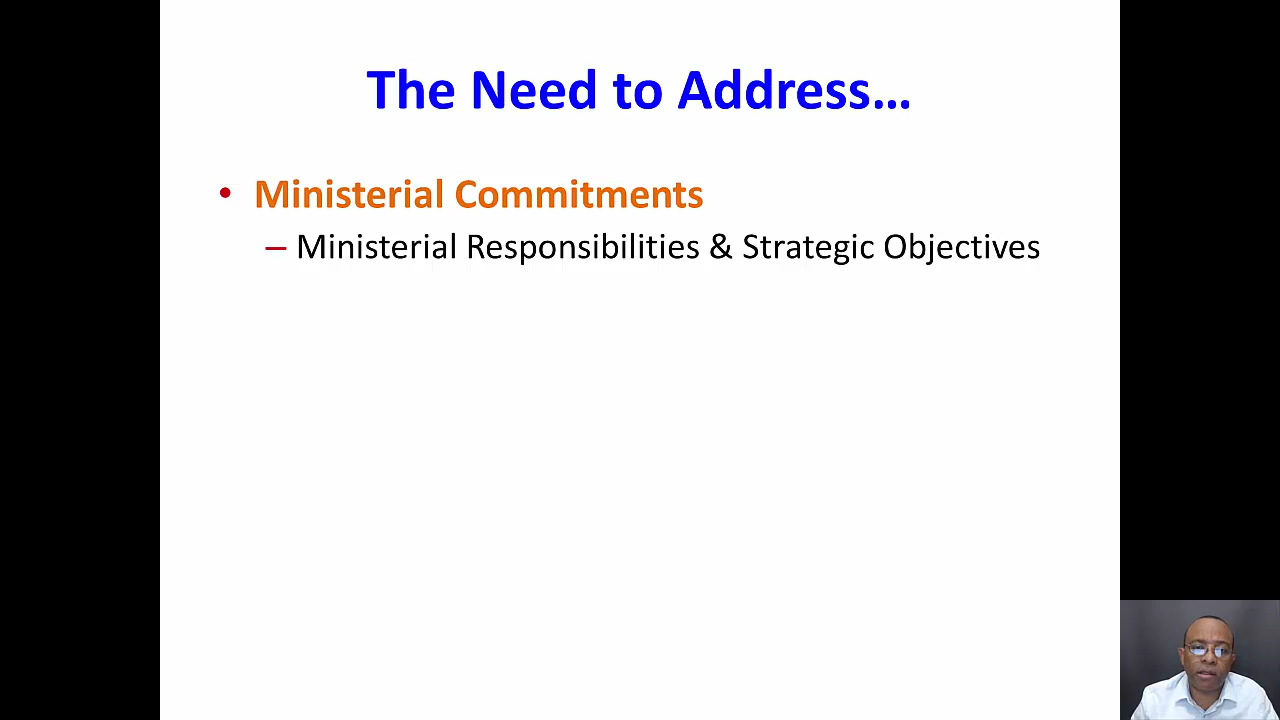 The Need to Address…
• Ministerial Commitments
– Ministerial Responsibilities & Strategic Objectives